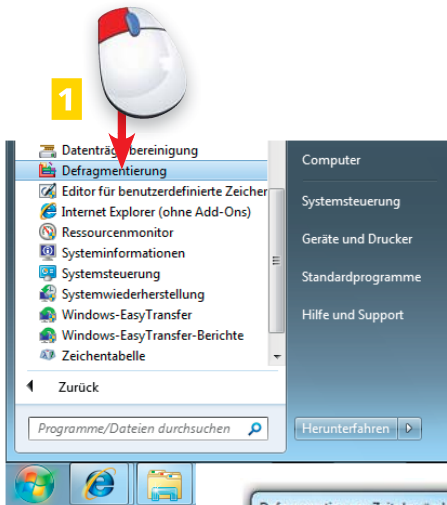 1
Datenträgerbereinigung
Defragmentierung
Editor für benutzerdefinierte Zeicher
Internet Explorer (ohne Add-Ons)
Ressourcenmonitor
Systeminformationen
Systemsteuerung
Systemwiederherstellung
Windows-EasyTransfer
Windows-EasyTransfer-Berichte
Zeichentabelle
Zurück
Programme/Dateien durchsuchen
Computer
Systemsteuerung
Geräte und Drucker
Standardprogramme
Hilfe und Support
Herunterfahren